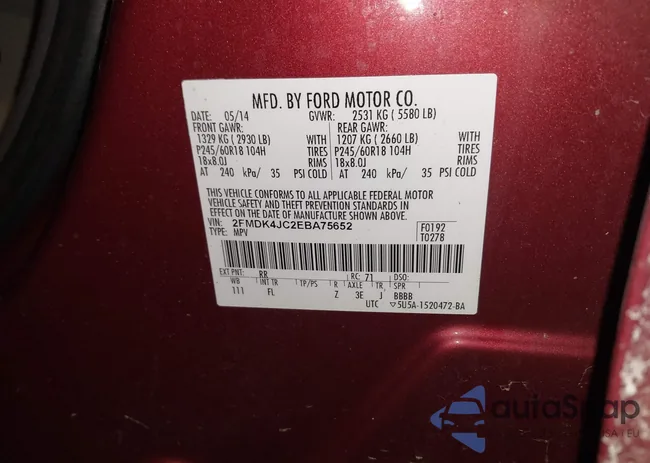 MFD. BY FORD MOTOR CO.
DATE: 05/14 GVWR: 2531 KG ( 5580 LB)
FRONT GAWR: REAR GAWR:
1329 KG ( 2930 LB) WITH 1207 KG ( 2660 LB) WITH
P245/60R18 104H TIRES P245/60R18 104H TIRES
18x8.0J RIMS 18x8.0J RIMS
AT 240 kPa/ 35 PSI COLD AT 240 kPa/ 35 PSI COLD
THIS VEHICLE CONFORMS TO ALL APPLICABLE FEDERAL MOTOR
VEHICLE SAFETY AND THEFT PREVENTION STANDARDS IN
EFFECT ON THE DATE OF MANUFACTURE SHOWN ABOVE.
VIN: 2FMDK4JC2EBA75652 F0192
TYPE: MPV T0278
EXT PNT: RR RC: 71 DSO:
WB INT TR TP/PS R AXLE TR SPR
111 FL Z 3E J BBBB
UTC ▽5U5A-1520472-BA
autoSnap
USA | EU